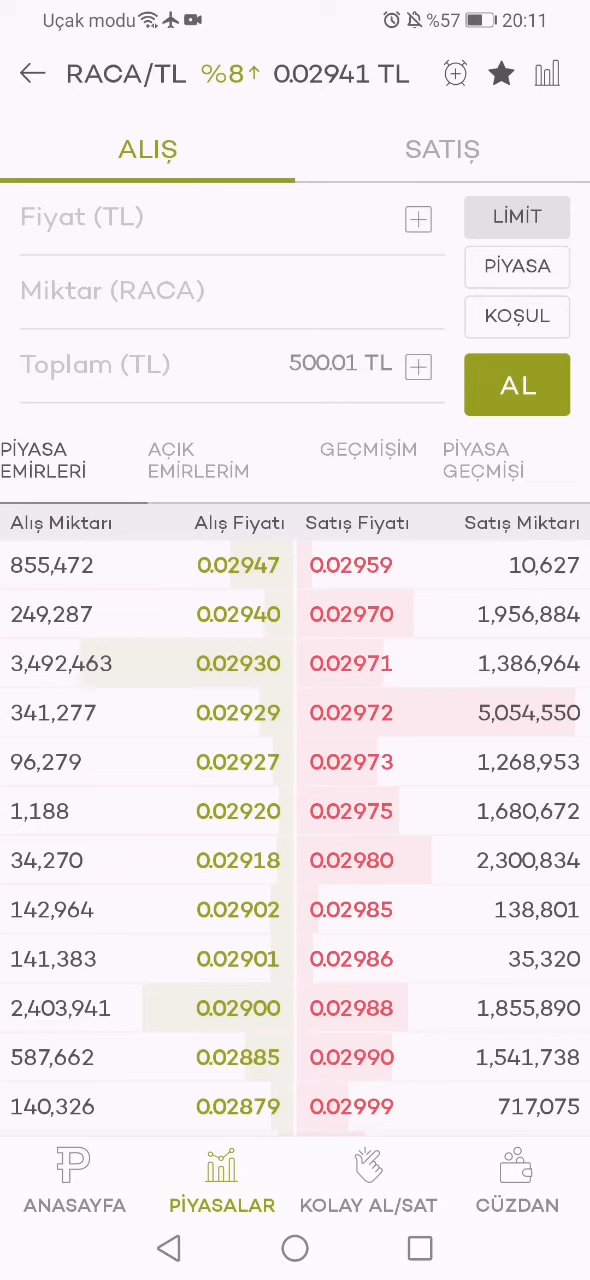 Uçak modu %57 20:11
RACA/TL %8↑ 0.02941 TL
ALIŞ SATIŞ
Fiyat (TL) LİMİT
PİYASA
Miktar (RACA)
KOŞUL
Toplam (TL) 500.01 TL
AL
PİYASA EMİRLERİ AÇIK EMİRLERİM GEÇMİŞİM PİYASA GEÇMİŞİ
Alış Miktarı Alış Fiyatı Satış Fiyatı Satış Miktarı
855,472 0.02947 0.02959 10,627
249,287 0.02940 0.02970 1,956,884
3,492,463 0.02930 0.02971 1,386,964
341,277 0.02929 0.02972 5,054,550
96,279 0.02927 0.02973 1,268,953
1,188 0.02920 0.02975 1,680,672
34,270 0.02918 0.02980 2,300,834
142,964 0.02902 0.02985 138,801
141,383 0.02901 0.02986 35,320
2,403,941 0.02900 0.02988 1,855,890
587,662 0.02885 0.02990 1,541,738
140,326 0.02879 0.02999 717,075
ANASAYFA PİYASALAR KOLAY AL/SAT CÜZDAN